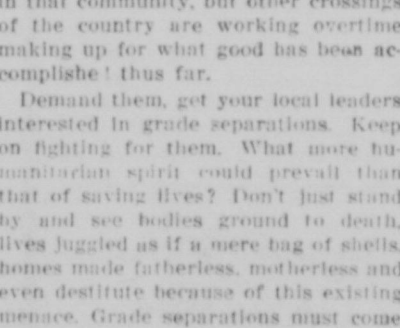 in that community, but other crossings
of the country are working overtime
making up for what good has been ac-
complishe! thus far.
Demand them, get your local leaders
interested in grade separations. Keep
on fighting for them. What more hu-
manitarian spirit could prevail than
that of saving lives? Don't just stand
by and see bodies ground to death,
lives juggled as if a mere bag of shells,
homes made fatherless, motherless and
even destitute because of this existing
menace. Grade separations must come